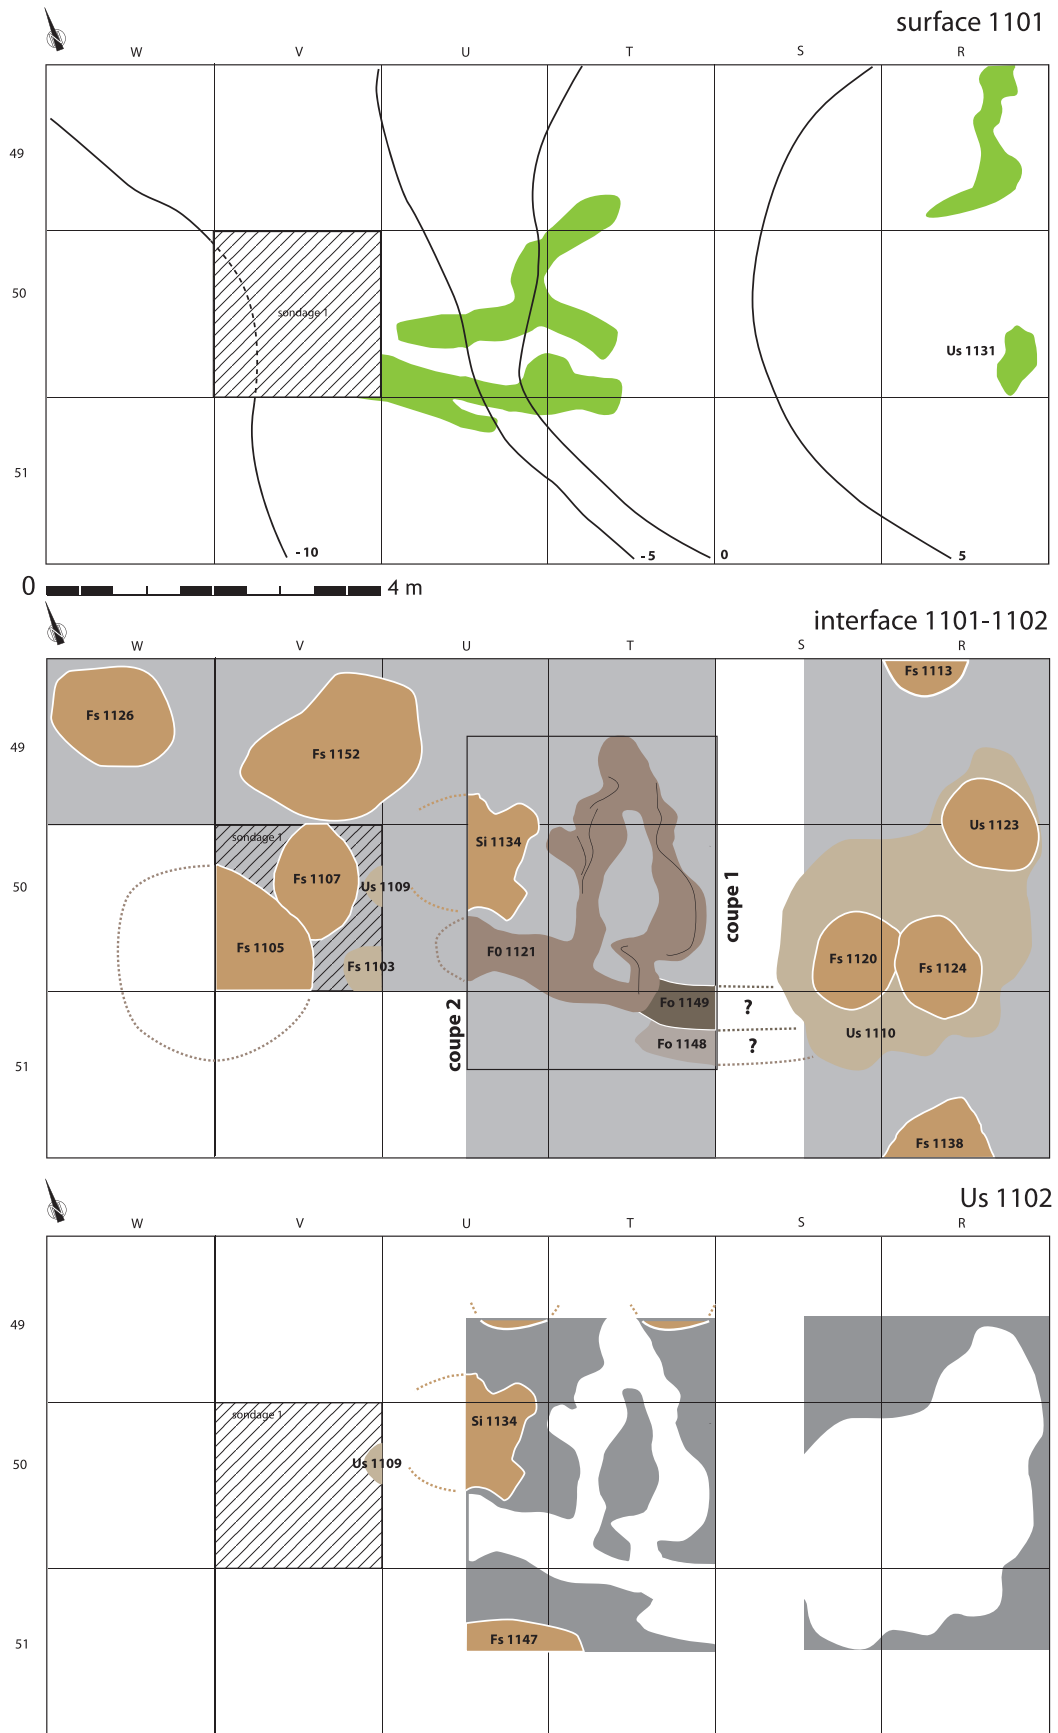 surface 1101
W V U T S R
49
50
sondage 1
Us 1131
51
- 10
- 5
0
5
0
4 m
interface 1101-1102
W V U T S R
Fs 1113
Fs 1126
49
Fs 1152
Us 1123
sondage 1
Si 1134
50
Fs 1107
Us 1109
coupe 1
Fs 1105
F0 1121
Fs 1120
Fs 1103
Fs 1124
Fo 1149
?
coupe 2
Us 1110
Fo 1148
?
51
Fs 1138
Us 1102
W V U T S R
49
sondage 1
Si 1134
50
Us 1109
51
Fs 1147